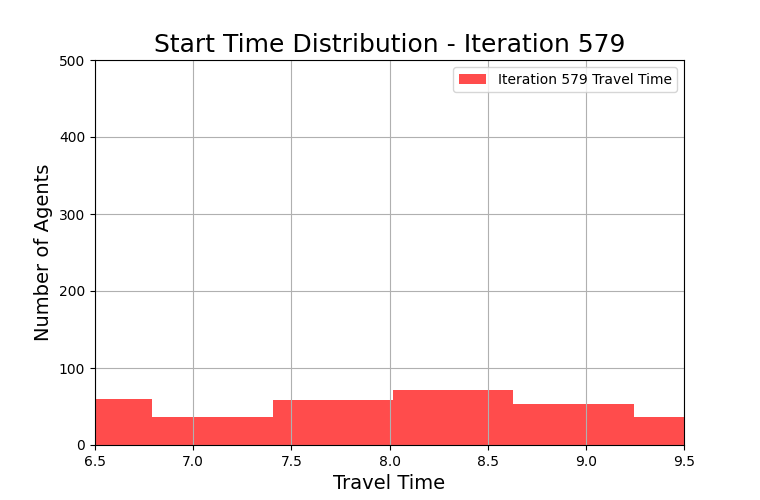 Start Time Distribution - Iteration 579
500
400
300
200
100
0
Number of Agents
Iteration 579 Travel Time
6.5 7.0 7.5 8.0 8.5 9.0 9.5
Travel Time